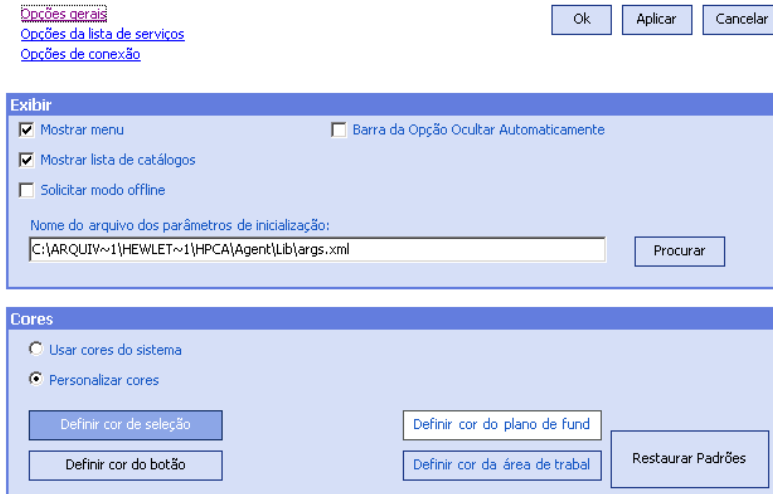 Opções gerais
Ok Aplicar Cancelar
Opções da lista de serviços
Opções de conexão
Exibir
Mostrar menu Barra da Opção Ocultar Automaticamente
Mostrar lista de catálogos
Solicitar modo offline
Nome do arquivo dos parâmetros de inicialização:
C:\ARQUIV~1\HEWLET~1\HPCA\Agent\Lib\args.xml Procurar
Cores
Usar cores do sistema
Personalizar cores
Definir cor de seleção Definir cor do plano de fund
Definir cor do botão Definir cor da área de trabal Restaurar Padrões